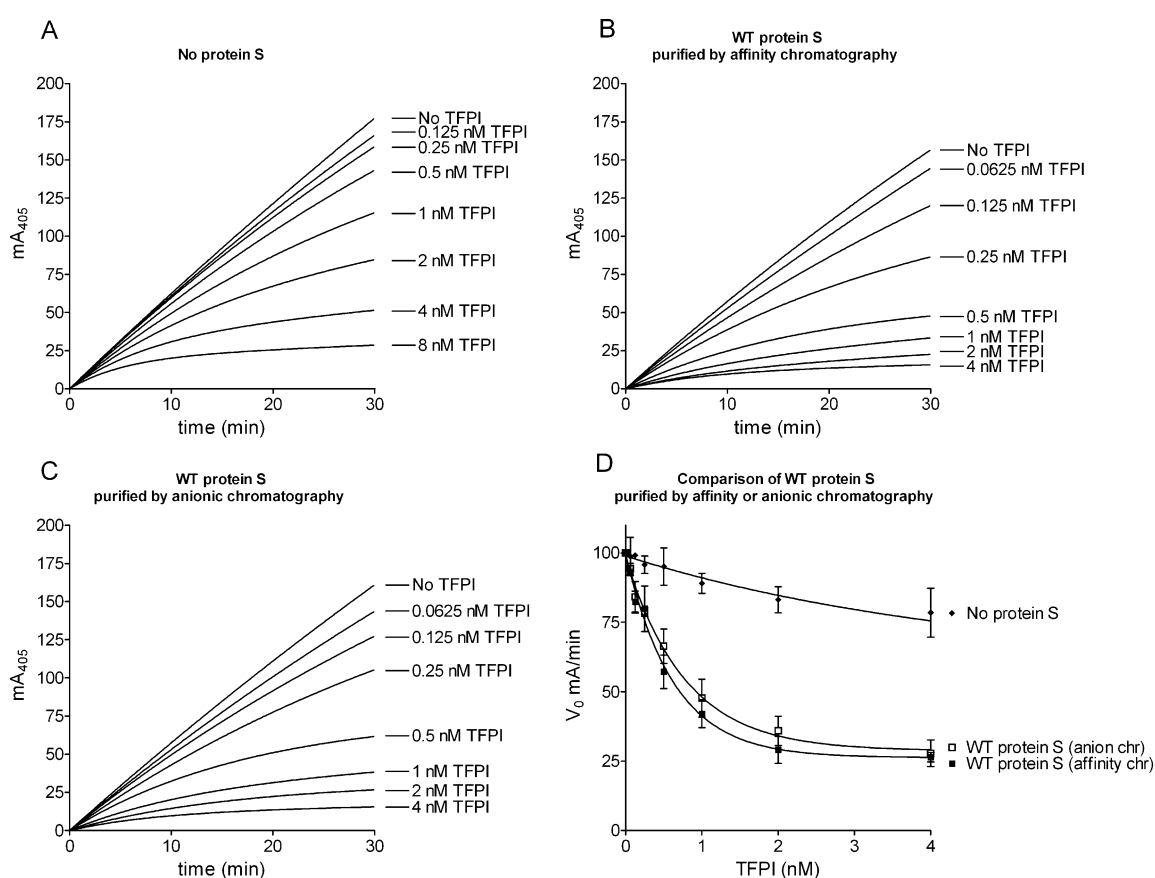 A
No protein S
200
175
150
125
100
75
50
25
0
mA405
0 10 20 30
time (min)
No TFPI
0.125 nM TFPI
0.25 nM TFPI
0.5 nM TFPI
1 nM TFPI
2 nM TFPI
4 nM TFPI
8 nM TFPI
B
WT protein S
purified by affinity chromatography
200
175
150
125
100
75
50
25
0
mA405
0 10 20 30
time (min)
No TFPI
0.0625 nM TFPI
0.125 nM TFPI
0.25 nM TFPI
0.5 nM TFPI
1 nM TFPI
2 nM TFPI
4 nM TFPI
C
WT protein S
purified by anionic chromatography
200
175
150
125
100
75
50
25
0
mA405
0 10 20 30
time (min)
No TFPI
0.0625 nM TFPI
0.125 nM TFPI
0.25 nM TFPI
0.5 nM TFPI
1 nM TFPI
2 nM TFPI
4 nM TFPI
D
Comparison of WT protein S
purified by affinity or anionic chromatography
100
75
50
25
0
V0 mA/min
0 1 2 3 4
TFPI (nM)
No protein S
WT protein S (anion chr)
WT protein S (affinity chr)